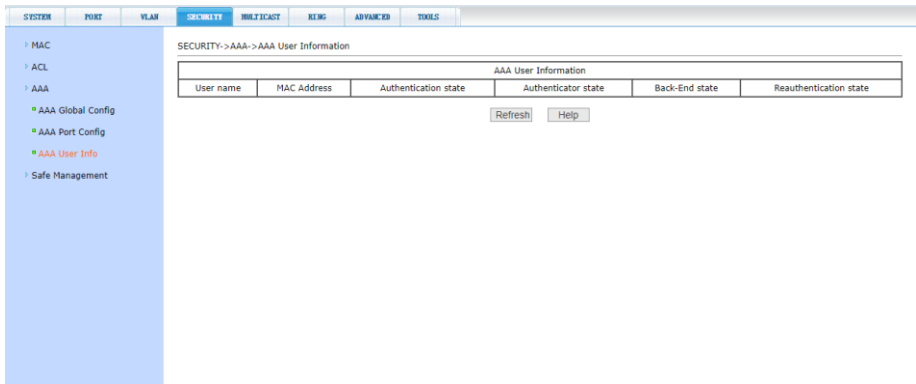 SYSTEM PORT VLAN SECURITY MULTICAST RING ADVANCED TOOLS
MAC
ACL
AAA
AAA Global Config
AAA Port Config
AAA User Info
Safe Management
SECURITY->AAA->AAA User Information
AAA User Information
User name MAC Address Authentication state Authenticator state Back-End state Reauthentication state
Refresh Help